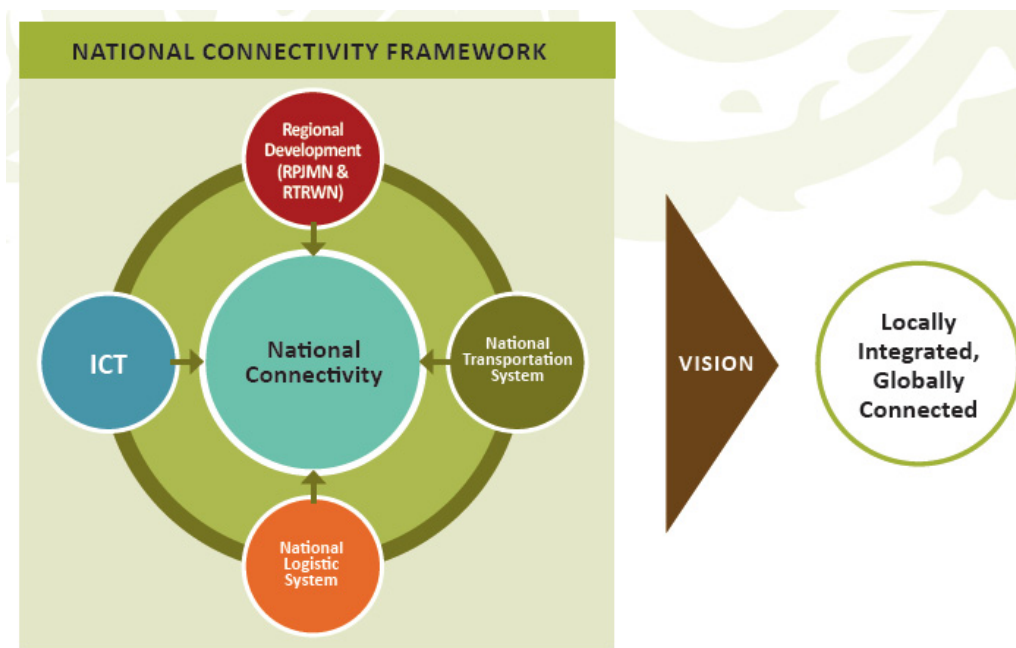 NATIONAL CONNECTIVITY FRAMEWORK
Regional
Development
(RPJMN &
RTRWN)
ICT
National
Connectivity
National
Transportation
System
National
Logistic
System
VISION
Locally
Integrated,
Globally
Connected